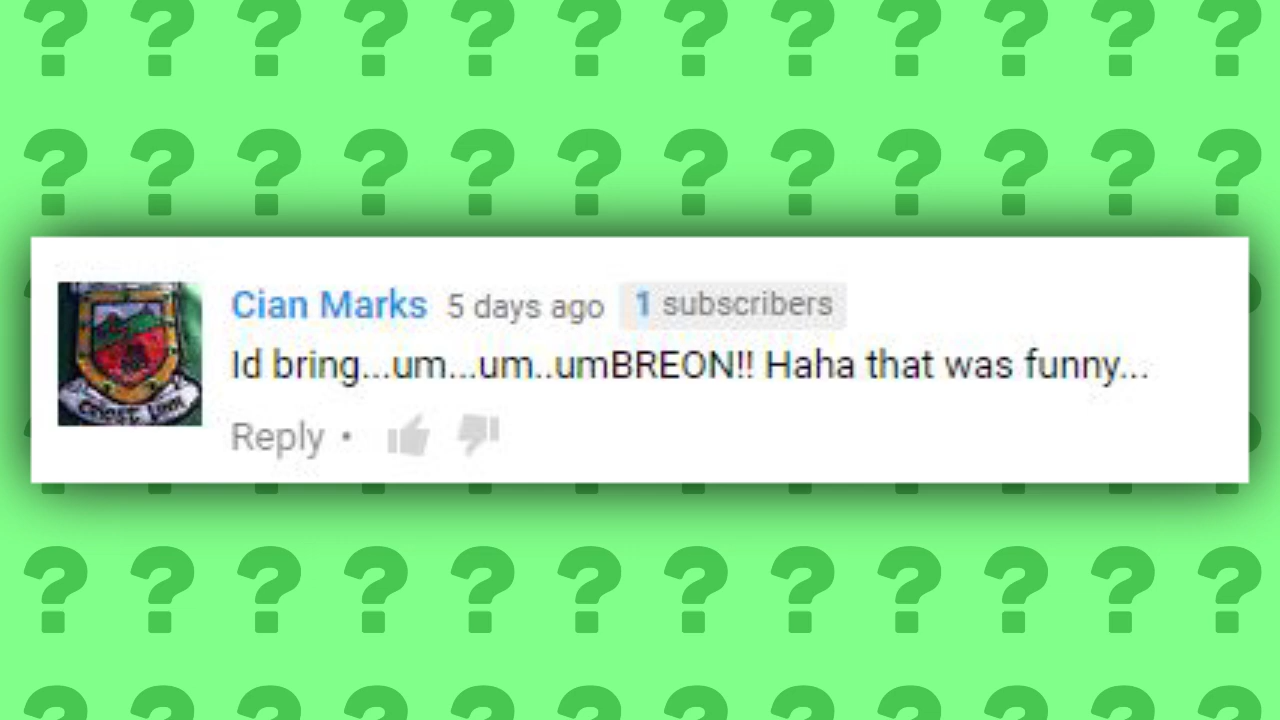 Cian Marks 5 days ago 1 subscribers
Id bring...um...um..umBREON!! Haha that was funny...
Reply •